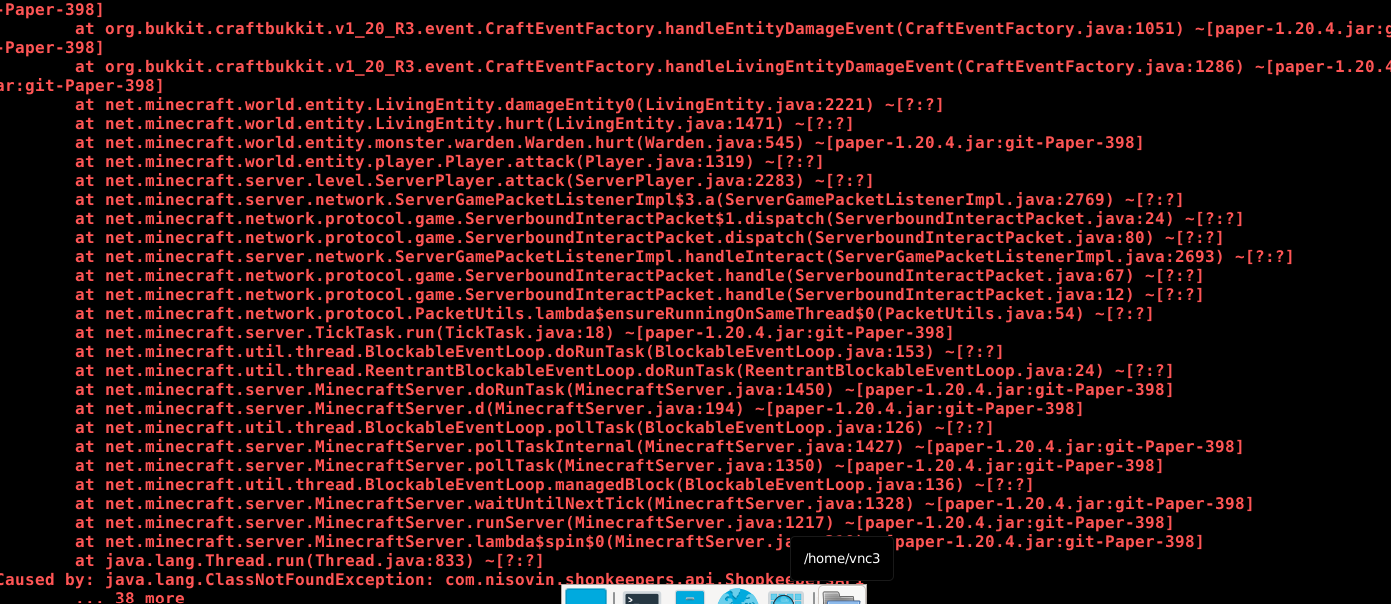 -Paper-398]
at org.bukkit.craftbukkit.v1_20_R3.event.CraftEventFactory.handleEntityDamageEvent(CraftEventFactory.java:1051) ~[paper-1.20.4.jar:g
-Paper-398]
at org.bukkit.craftbukkit.v1_20_R3.event.CraftEventFactory.handleLivingEntityDamageEvent(CraftEventFactory.java:1286) ~[paper-1.20.4
ar:git-Paper-398]
at net.minecraft.world.entity.LivingEntity.damageEntity0(LivingEntity.java:2221) ~[?:?]
at net.minecraft.world.entity.LivingEntity.hurt(LivingEntity.java:1471) ~[?:?]
at net.minecraft.world.entity.monster.warden.Warden.hurt(Warden.java:545) ~[paper-1.20.4.jar:git-Paper-398]
at net.minecraft.world.entity.player.Player.attack(Player.java:1319) ~[?:?]
at net.minecraft.server.level.ServerPlayer.attack(ServerPlayer.java:2283) ~[?:?]
at net.minecraft.server.network.ServerGamePacketListenerImpl$3.a(ServerGamePacketListenerImpl.java:2769) ~[?:?]
at net.minecraft.network.protocol.game.ServerboundInteractPacket$1.dispatch(ServerboundInteractPacket.java:24) ~[?:?]
at net.minecraft.network.protocol.game.ServerboundInteractPacket.dispatch(ServerboundInteractPacket.java:80) ~[?:?]
at net.minecraft.server.network.ServerGamePacketListenerImpl.handleInteract(ServerGamePacketListenerImpl.java:2693) ~[?:?]
at net.minecraft.network.protocol.game.ServerboundInteractPacket.handle(ServerboundInteractPacket.java:67) ~[?:?]
at net.minecraft.network.protocol.game.ServerboundInteractPacket.handle(ServerboundInteractPacket.java:12) ~[?:?]
at net.minecraft.network.protocol.PacketUtils.lambda$ensureRunningOnSameThread$0(PacketUtils.java:54) ~[?:?]
at net.minecraft.server.TickTask.run(TickTask.java:18) ~[paper-1.20.4.jar:git-Paper-398]
at net.minecraft.util.thread.BlockableEventLoop.doRunTask(BlockableEventLoop.java:153) ~[?:?]
at net.minecraft.util.thread.ReentrantBlockableEventLoop.doRunTask(ReentrantBlockableEventLoop.java:24) ~[?:?]
at net.minecraft.server.MinecraftServer.doRunTask(MinecraftServer.java:1450) ~[paper-1.20.4.jar:git-Paper-398]
at net.minecraft.server.MinecraftServer.d(MinecraftServer.java:194) ~[paper-1.20.4.jar:git-Paper-398]
at net.minecraft.util.thread.BlockableEventLoop.pollTask(BlockableEventLoop.java:126) ~[?:?]
at net.minecraft.server.MinecraftServer.pollTaskInternal(MinecraftServer.java:1427) ~[paper-1.20.4.jar:git-Paper-398]
at net.minecraft.server.MinecraftServer.pollTask(MinecraftServer.java:1350) ~[paper-1.20.4.jar:git-Paper-398]
at net.minecraft.util.thread.BlockableEventLoop.managedBlock(BlockableEventLoop.java:136) ~[?:?]
at net.minecraft.server.MinecraftServer.waitUntilNextTick(MinecraftServer.java:1328) ~[paper-1.20.4.jar:git-Paper-398]
at net.minecraft.server.MinecraftServer.runServer(MinecraftServer.java:1217) ~[paper-1.20.4.jar:git-Paper-398]
at net.minecraft.server.MinecraftServer.lambda$spin$0(MinecraftServer.ja paper-1.20.4.jar:git-Paper-398]
at java.lang.Thread.run(Thread.java:833) ~[?:?]
/home/vnc3
Caused by: java.lang.ClassNotFoundException: com.nisovin.shopkeepers.api.ShopkeepersAPI
... 38 more